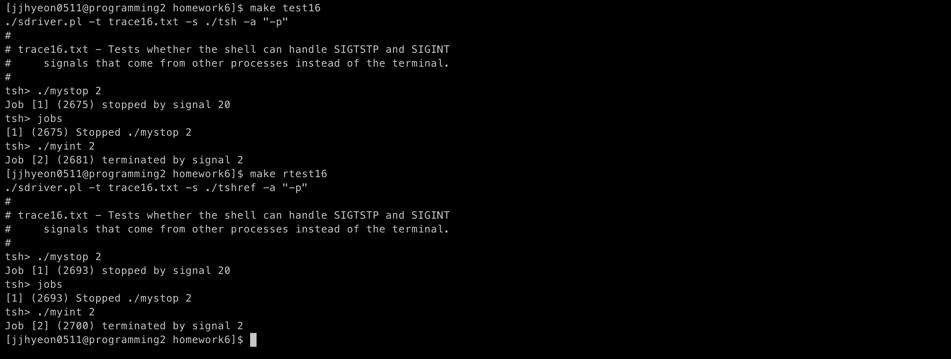 [jjhyeon0511@programming2 homework6]$ make test16
./sdriver.pl -t trace16.txt -s ./tsh -a "-p"
#
# trace16.txt - Tests whether the shell can handle SIGTSTP and SIGINT
#     signals that come from other processes instead of the terminal.
#
tsh> ./mystop 2
Job [1] (2675) stopped by signal 20
tsh> jobs
[1] (2675) Stopped ./mystop 2
tsh> ./myint 2
Job [2] (2681) terminated by signal 2
[jjhyeon0511@programming2 homework6]$ make rtest16
./sdriver.pl -t trace16.txt -s ./tshref -a "-p"
#
# trace16.txt - Tests whether the shell can handle SIGTSTP and SIGINT
#     signals that come from other processes instead of the terminal.
#
tsh> ./mystop 2
Job [1] (2693) stopped by signal 20
tsh> jobs
[1] (2693) Stopped ./mystop 2
tsh> ./myint 2
Job [2] (2700) terminated by signal 2
[jjhyeon0511@programming2 homework6]$